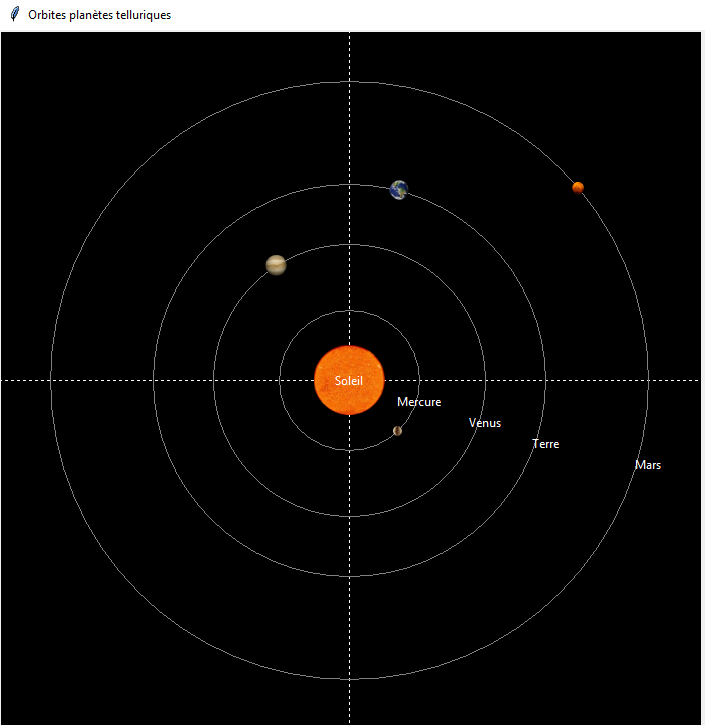 Orbites planètes telluriques
Soleil
Mercure
Venus
Terre
Mars